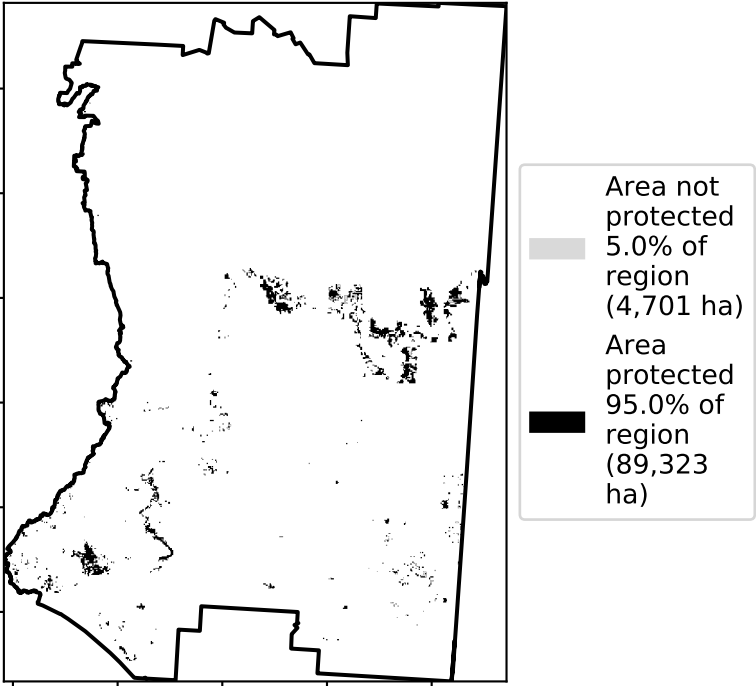 Area not
protected
5.0% of
region
(4,701 ha)
Area
protected
95.0% of
region
(89,323
ha)